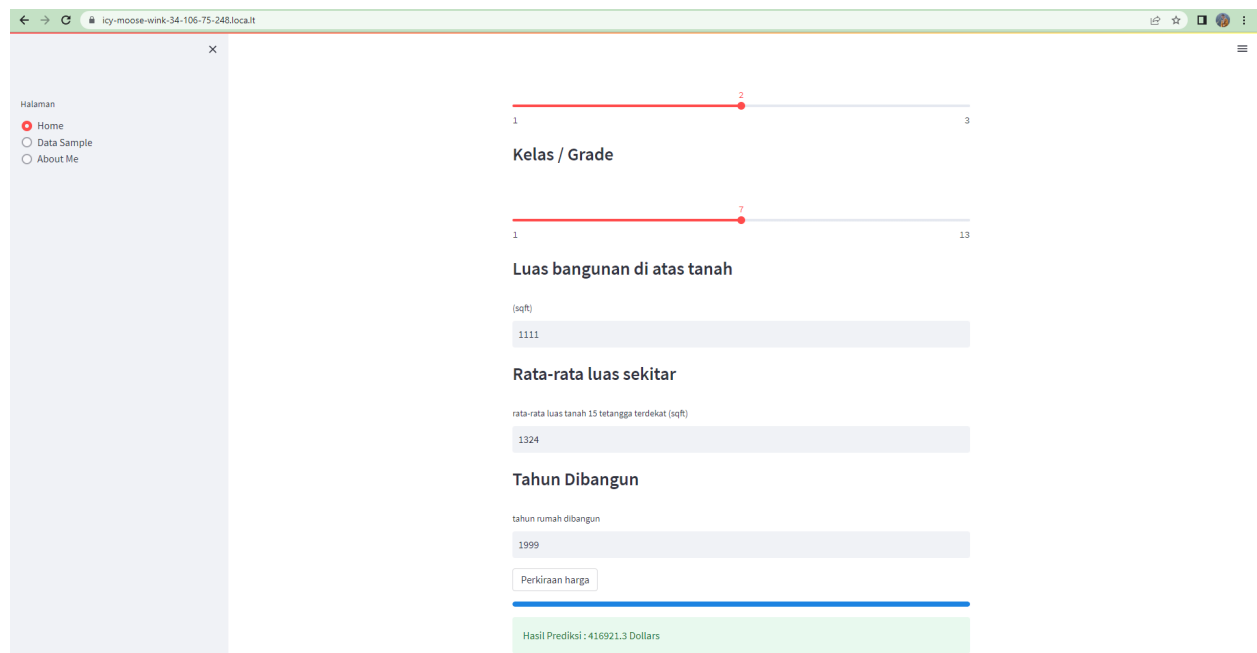 icy-moose-wink-34-106-75-248.loca.lt
Halaman
Home
Data Sample
About Me
2
1 3
Kelas / Grade
7
1 13
Luas bangunan di atas tanah
(sqft)
1111
Rata-rata luas sekitar
rata-rata luas tanah 15 tetangga terdekat (sqft)
1324
Tahun Dibangun
tahun rumah dibangun
1999
Perkiraan harga
Hasil Prediksi : 416921.3 Dollars